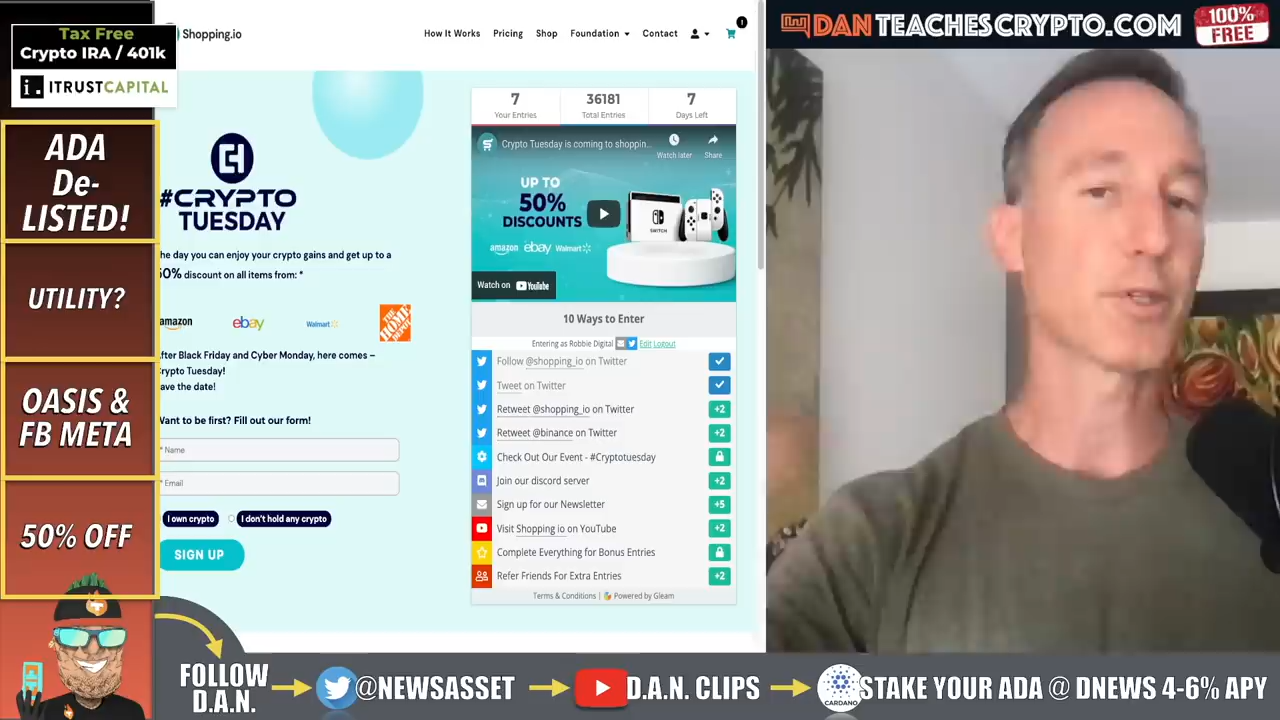 Tax Free
Crypto IRA / 401k
i. ITRUSTCAPITAL
ADA
De-
LISTED!
UTILITY?
OASIS &
FB META
50% OFF
Shopping.io
How It Works
Pricing
Shop
Foundation
Contact
#CRYPTO
TUESDAY
he day you can enjoy your crypto gains and get up to a
50% discount on all items from: *
amazon
ebay
Walmart
THE HOME DEPOT
fter Black Friday and Cyber Monday, here comes –
rypto Tuesday!
ave the date!
Want to be first? Fill out our form!
* Name
* Email
I own crypto
I don't hold any crypto
SIGN UP
7
36181
7
Your Entries
Total Entries
Days Left
Crypto Tuesday is coming to shoppin...
Watch later
Share
UP TO
50%
DISCOUNTS
SWITCH
amazon ebay Walmart
Watch on YouTube
10 Ways to Enter
Entering as Robbie Digital Edit Logout
Follow @shopping_io on Twitter
Tweet on Twitter
Retweet @shopping_io on Twitter +2
Retweet @binance on Twitter +2
Check Out Our Event - #Cryptotuesday
Join our discord server +2
Sign up for our Newsletter +5
Visit Shopping io on YouTube +2
Complete Everything for Bonus Entries
Refer Friends For Extra Entries +2
Terms & Conditions | Powered by Gleam
DANTEACHESCRYPTO.COM
100%
FREE
FOLLOW
D.A.N.
@NEWSASSET
D.A.N. CLIPS
CARDANO
STAKE YOUR ADA @ DNEWS 4-6% APY